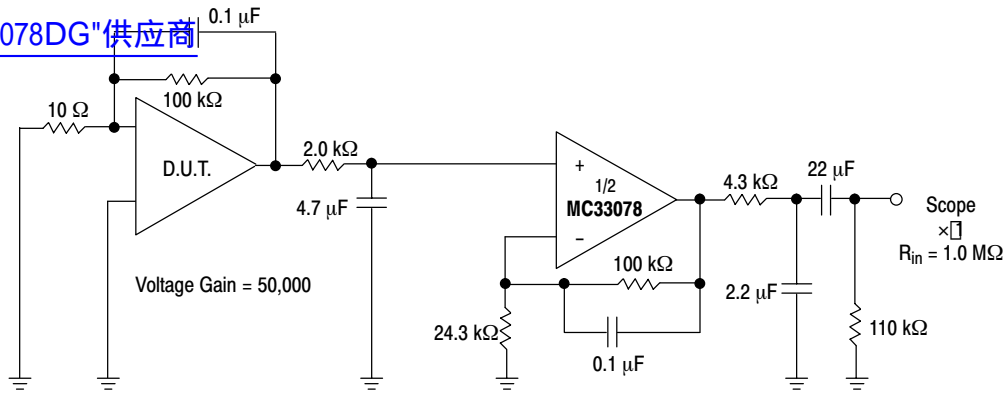 078DG"供应商
0.1 μF
100 kΩ
10 Ω
D.U.T.
2.0 kΩ
4.7 μF
Voltage Gain = 50,000
+
1/2
MC33078
−
100 kΩ
24.3 kΩ
0.1 μF
4.3 kΩ
22 μF
2.2 μF
110 kΩ
Scope
×
Rin = 1.0 MΩ